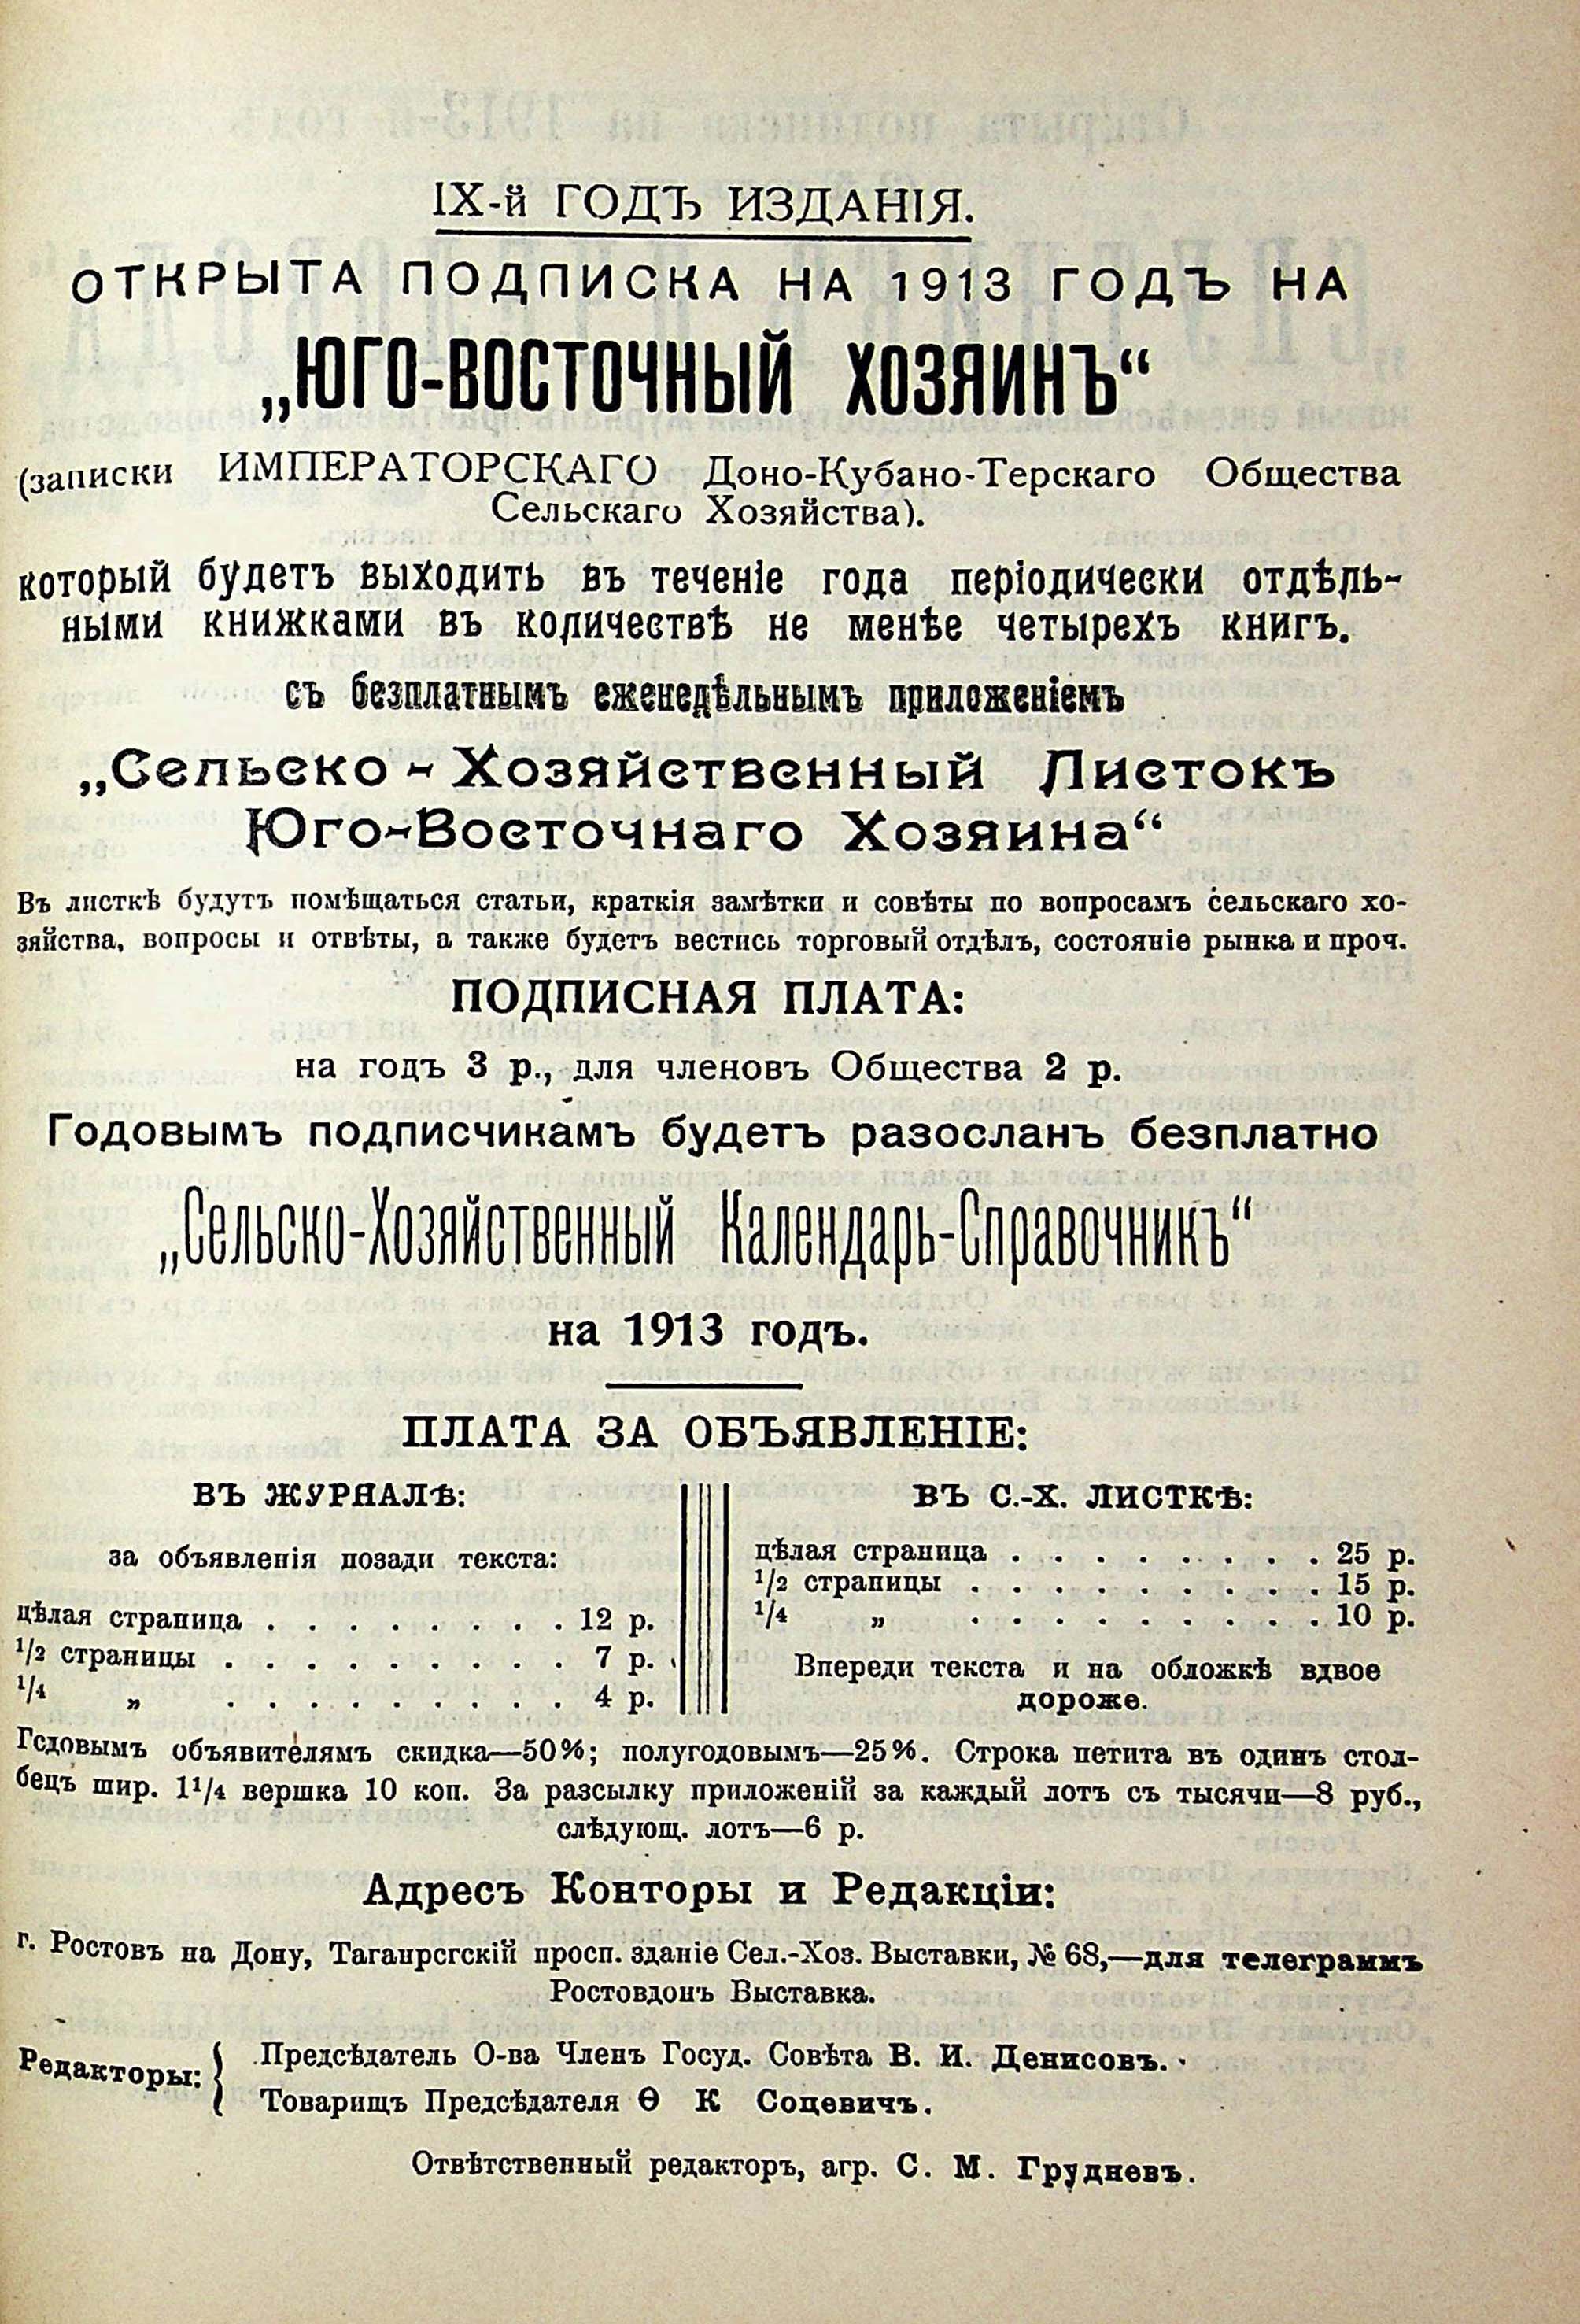 IX-й ГОДЪ ИЗДАНІЯ.
ОТКРЫТА ПОДПИСКА НА 1913 ГОДЪ НА
„ЮГО-ВОСТОЧНЫЙ ХОЗЯИНЪ“
(записки ИМПЕРАТОРСКАГО Доно-Кубано-Терскаго Общества
Сельскаго Хозяйства).
который будетъ выходить въ теченіе года періодически отдѣль-
ными книжками въ количествѣ не менѣе четырехъ книгъ.
съ безплатнымъ еженедѣльнымъ приложеніемъ
„Сельско-Хозяйственный Листокъ
Юго-Восточнаго Хозяина“
Въ листкѣ будутъ помѣщаться статьи, краткія замѣтки и совѣты по вопросамъ сельскаго хо-
зяйства, вопросы и отвѣты, а также будетъ вестись торговый отдѣлъ, состояніе рынка и проч.
ПОДПИСНАЯ ПЛАТА:
на годъ 3 р., для членовъ Общества 2 р.
Годовымъ подписчикамъ будетъ разосланъ безплатно
„Сельско-Хозяйственный Календарь-Справочникъ“
на 1913 годъ.
ПЛАТА ЗА ОБЪЯВЛЕНІЕ:
ВЪ ЖУРНАЛѢ:
за объявленія позади текста:
цѣлая страница . . . . . . . . 12 р.
1/2 страницы . . . . . . . . . 7 р.
1/4 „ . . . . . . . . . 4 р.
ВЪ С.-Х. ЛИСТКѢ:
цѣлая страница . . . . . . . . 25 р.
1/2 страницы . . . . . . . . . 15 р.
1/4 „ . . . . . . . . . 10 р.
Впереди текста и на обложкѣ вдвое
дороже.
Годовымъ объявителямъ скидка—50%; полугодовымъ—25%. Строка петита въ одинъ стол-
бецъ шир. 1 1/4 вершка 10 коп. За разсылку приложеній за каждый лотъ съ тысячи—8 руб.,
слѣдующ. лотъ—6 р.
Адресъ Конторы и Редакціи:
г. Ростовъ на Дону, Таганрсгскій просп. зданіе Сел.-Хоз. Выставки, № 68,—для телеграммъ
Ростовдонъ Выставка.
Редакторы: { Предсѣдатель О-ва Членъ Госуд. Совѣта В. И. Денисовъ.
Товарищъ Предсѣдателя Ѳ К Соцевичъ.
Отвѣтственный редакторъ, агр. С. М. Грудневъ.